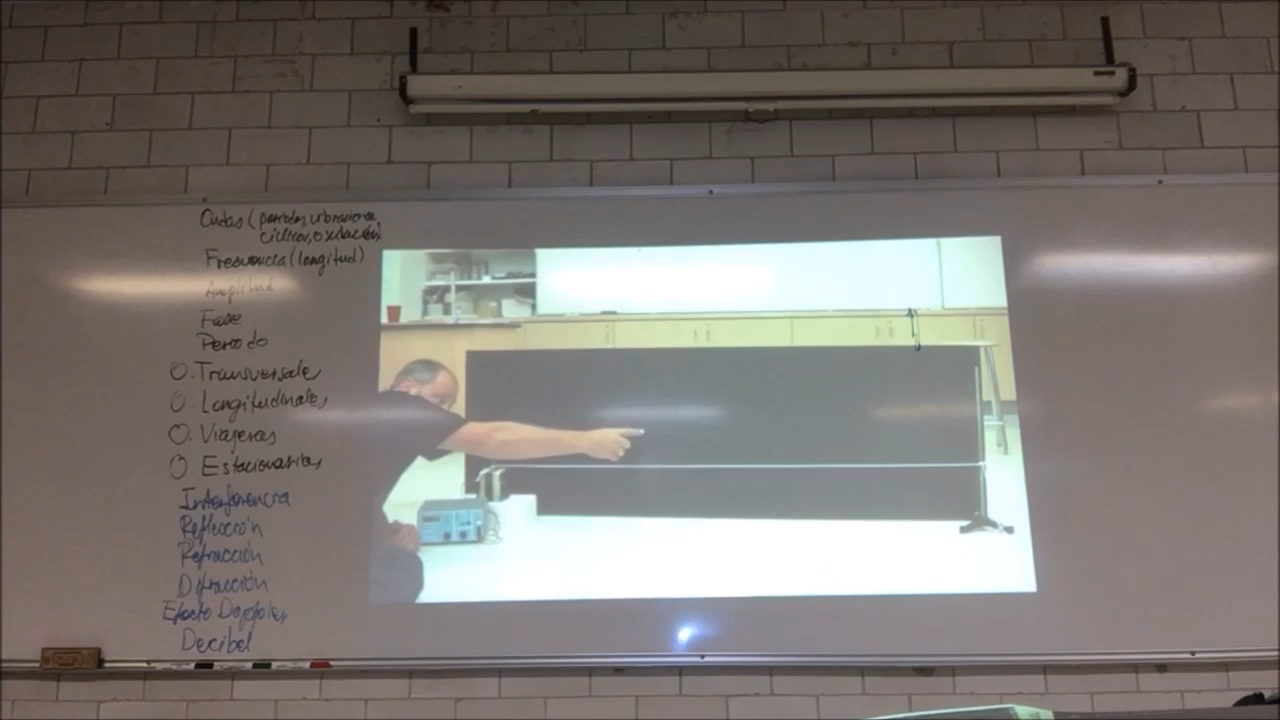 Ondas (periodos, vibraciones,
ciclicos, oscilación)
Frecuencia (longitud)
Amplitud
Fase
Periodo
O. Transversales
O. Longitudinales
O. Viajeras
O. Estacionarias
Interferencia
Reflexión
Refracción
Difracción
Efecto Doppler
Decibel